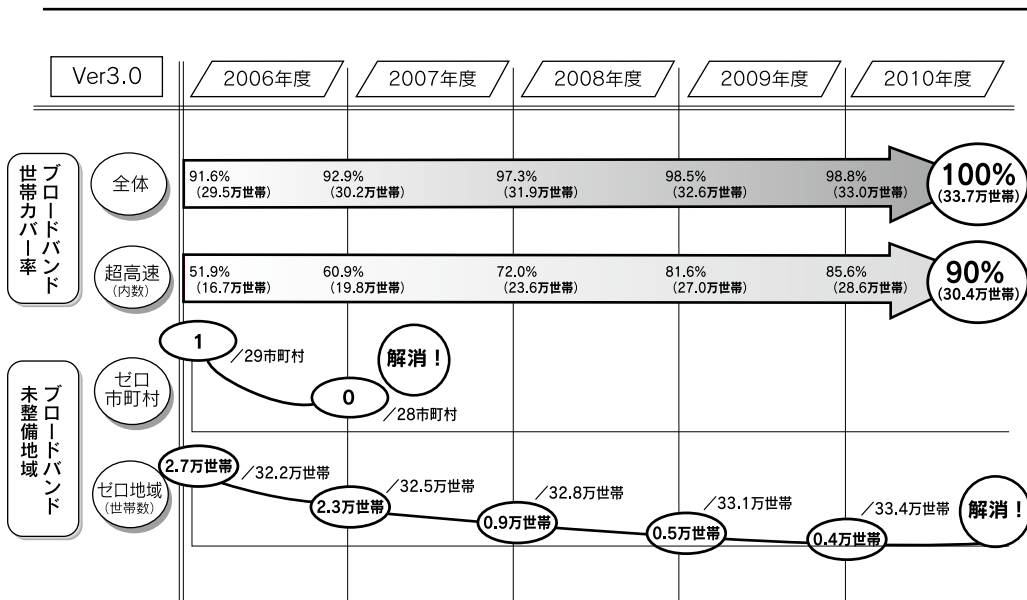 Ver3.0
2006年度
2007年度
2008年度
2009年度
2010年度
ブロードバンド
世帯カバー率
全体
91.6%
(29.5万世帯)
92.9%
(30.2万世帯)
97.3%
(31.9万世帯)
98.5%
(32.6万世帯)
98.8%
(33.0万世帯)
100%
(33.7万世帯)
超高速
(内数)
51.9%
(16.7万世帯)
60.9%
(19.8万世帯)
72.0%
(23.6万世帯)
81.6%
(27.0万世帯)
85.6%
(28.6万世帯)
90%
(30.4万世帯)
ブロードバンド
未整備地域
ゼロ
市町村
1
/29市町村
0
/28市町村
解消!
ゼロ地域
(世帯数)
2.7万世帯
/32.2万世帯
2.3万世帯
/32.5万世帯
0.9万世帯
/32.8万世帯
0.5万世帯
/33.1万世帯
0.4万世帯
/33.4万世帯
解消!